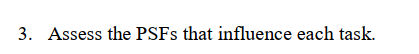 3. Assess the PSFs that influence each task.